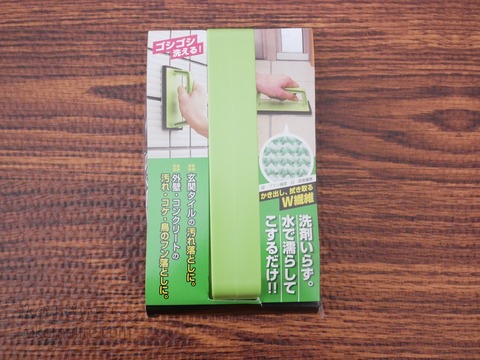 ゴシゴシ
洗える!
かき出し、拭き取る
W繊維
洗剤いらず。
水で濡らして
こするだけ!!
玄関タイルの汚れ落としに。
外壁・コンクリートの
汚れ・コケ・鳥のフン落としに。